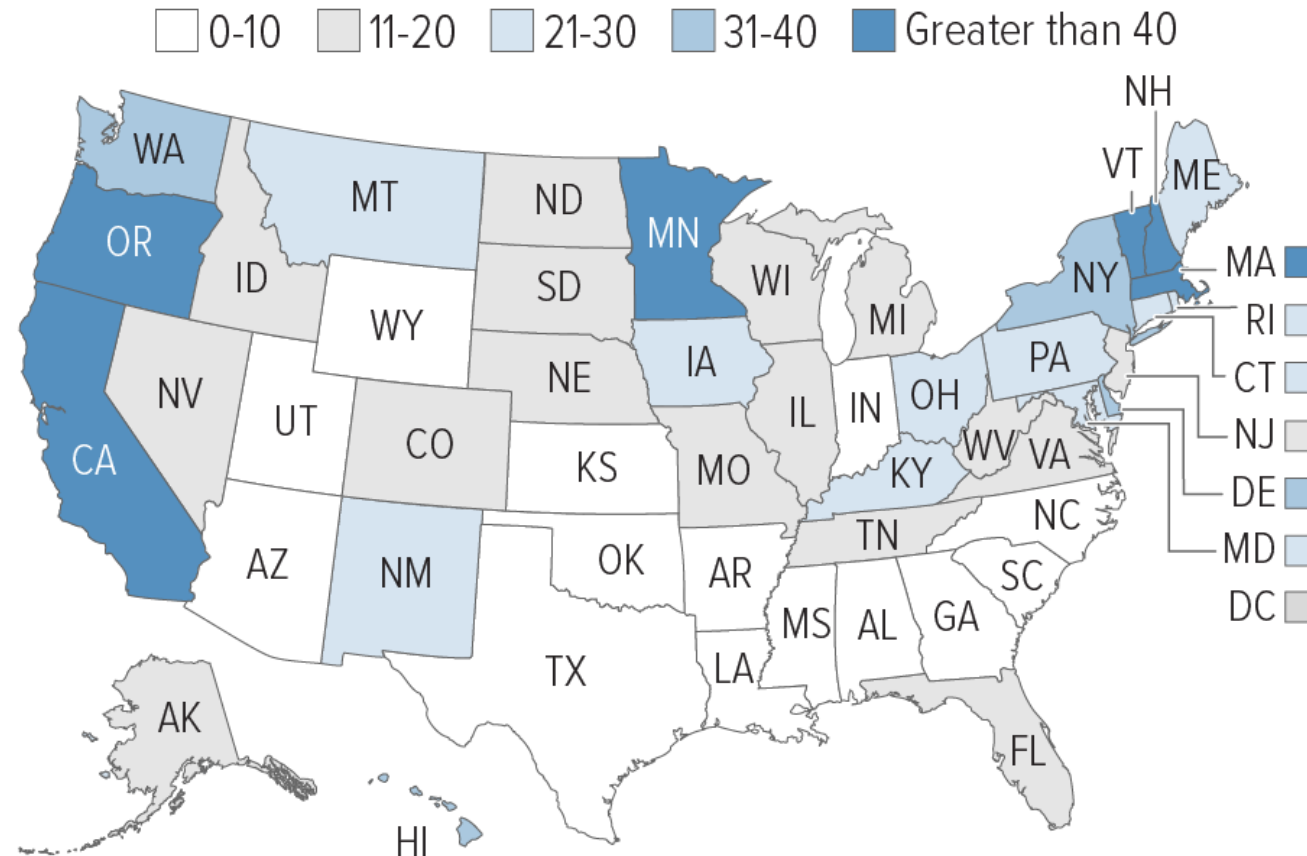 0-10 11-20 21-30 31-40 Greater than 40
NH
VT
WA
ME
MT
ND
MN
OR
MA
ID
WI
NY
SD
MI
WY
RI
IA
PA
NE
CT
NV
OH
UT
IL
IN
CO
NJ
WV
VA
CA
KS
MO
KY
DE
NC
TN
MD
AZ
NM
OK
AR
SC
DC
MS
AL
GA
TX
LA
AK
FL
HI